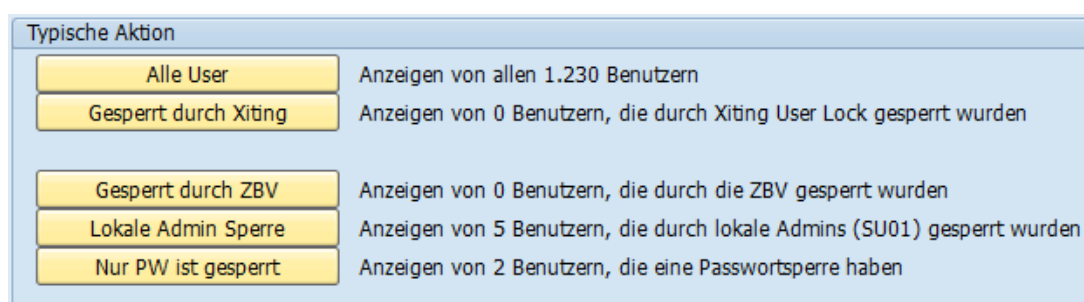 Typische Aktion
Alle User Anzeigen von allen 1.230 Benutzern
Gesperrt durch Xiting Anzeigen von 0 Benutzern, die durch Xiting User Lock gesperrt wurden
Gesperrt durch ZBV Anzeigen von 0 Benutzern, die durch die ZBV gesperrt wurden
Lokale Admin Sperre Anzeigen von 5 Benutzern, die durch lokale Admins (SU01) gesperrt wurden
Nur PW ist gesperrt Anzeigen von 2 Benutzern, die eine Passwortsperre haben